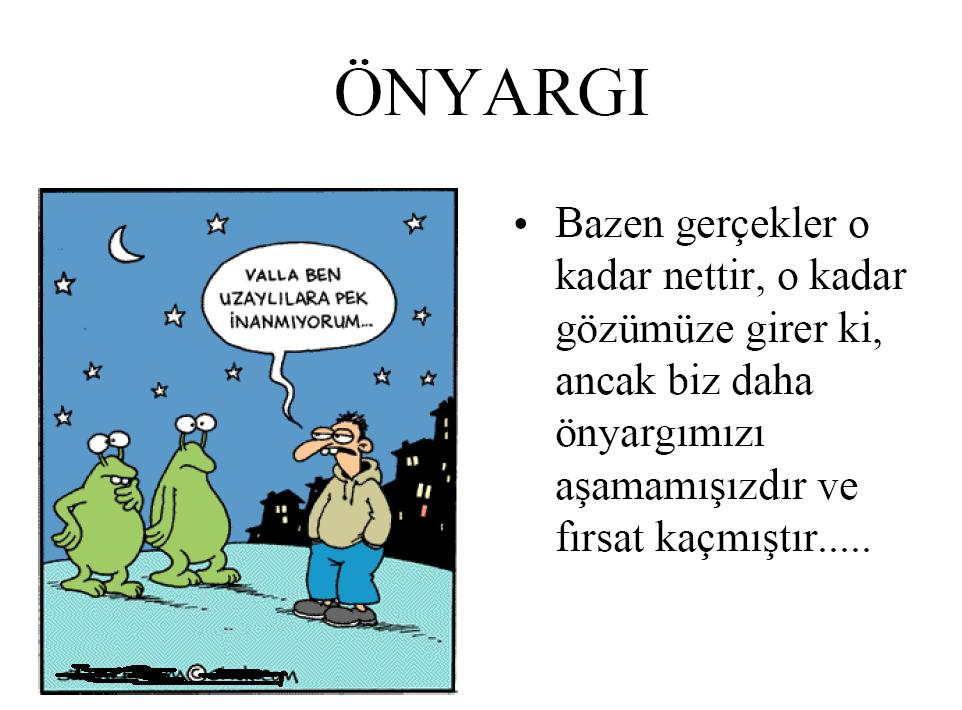 ÖNYARGI
VALLA BEN
UZAYLILARA PEK
İNANMIYORUM...
• Bazen gerçekler o
kadar nettir, o kadar
gözümüze girer ki,
ancak biz daha
önyargımızı
aşamamışızdır ve
fırsat kaçmıştır.....